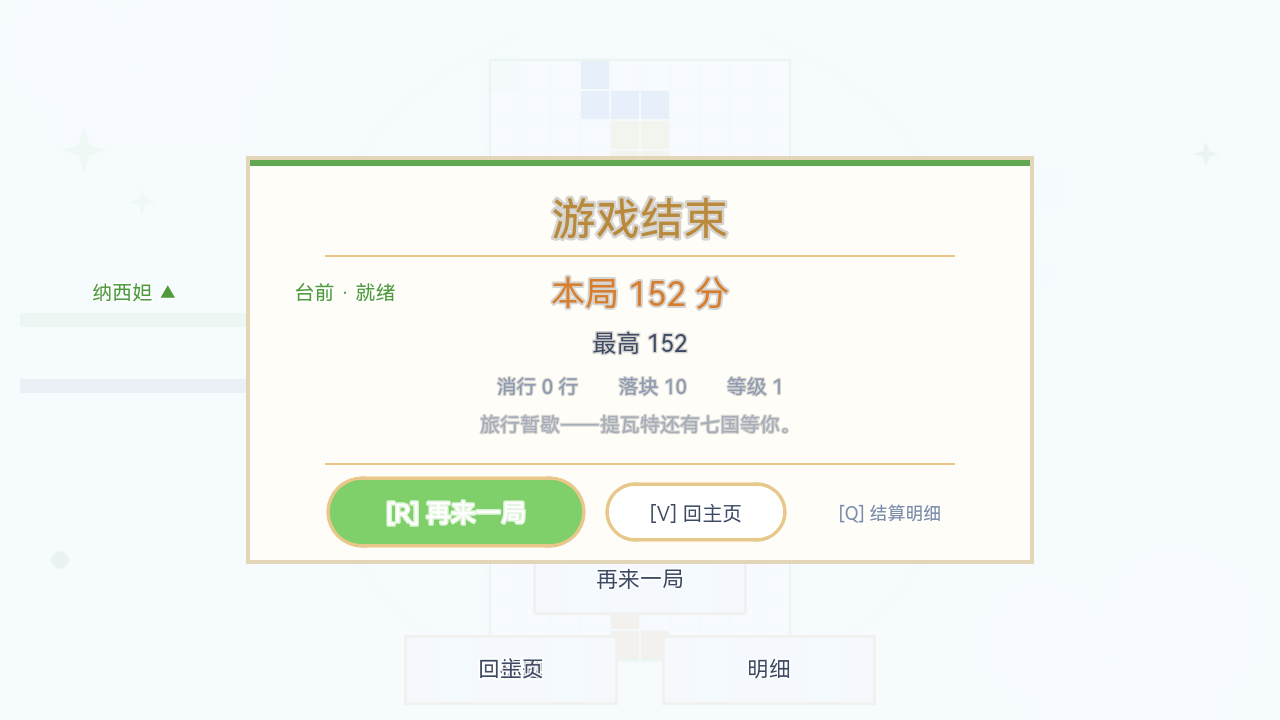 游戏结束
纳西妲 ▲
台前 · 就绪
本局 152 分
最高 152
消行 0 行 落块 10 等级 1
旅行暂歇——提瓦特还有七国等你。
[R] 再来一局 [V] 回主页 [Q] 结算明细
再来一局
回主页 明细